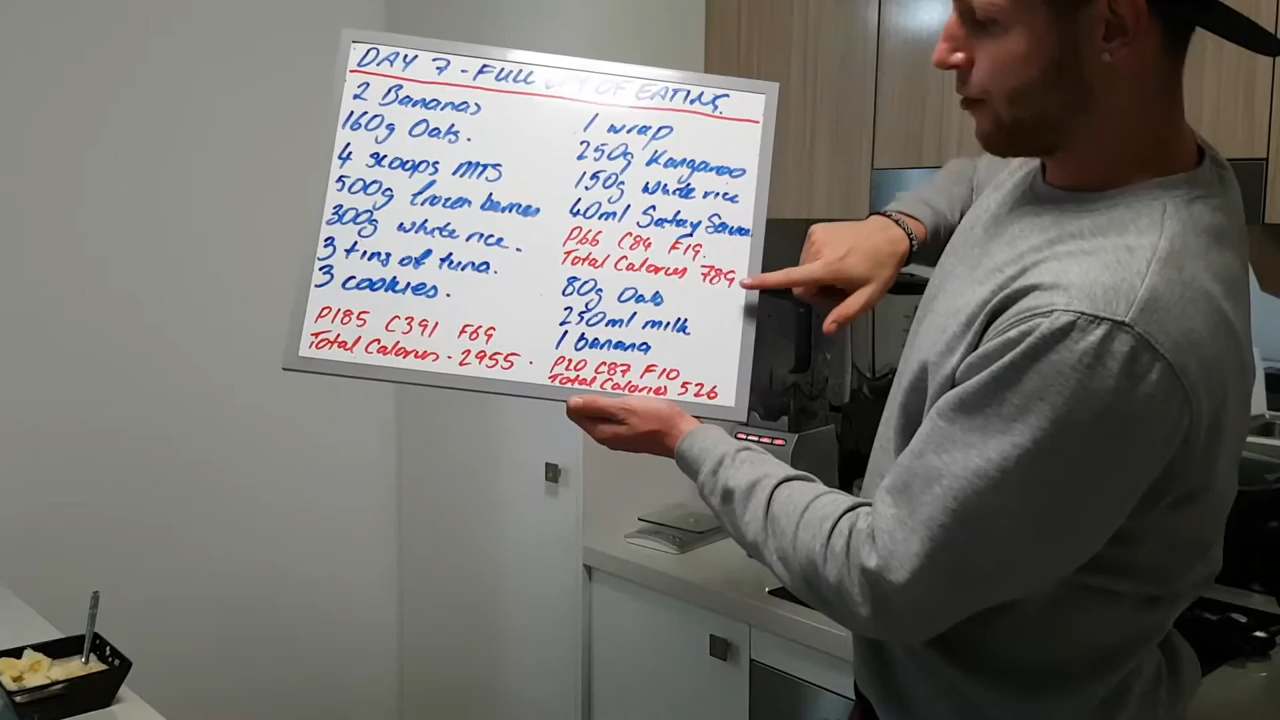 DAY 7 - FULL DAY OF EATING.
2 Bananas
160g Oats.
4 scoops MTS
500g frozen berries
300g white rice.
3 tins of tuna.
3 cookies.
P185 C391 F69
Total Calories - 2955.
1 wrap
250g Kangaroo
150g white rice
40ml Satay Sauce
P66 C84 F19.
Total Calories 789
80g Oats
250ml milk
1 banana
P20 C87 F10
Total Calories 526